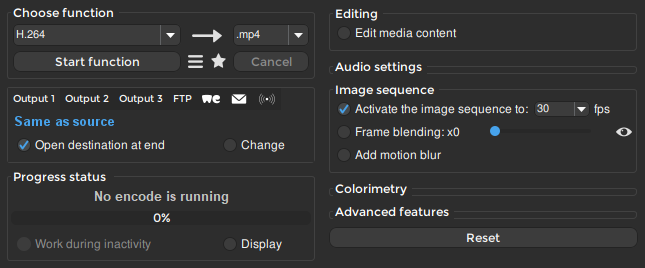 Choose function
H.264 .mp4
Start function Cancel
Output 1 Output 2 Output 3 FTP we
Same as source
Open destination at end Change
Progress status
No encode is running
0%
Work during inactivity Display
Editing
Edit media content
Audio settings
Image sequence
Activate the image sequence to: 30 fps
Frame blending: x0
Add motion blur
Colorimetry
Advanced features
Reset